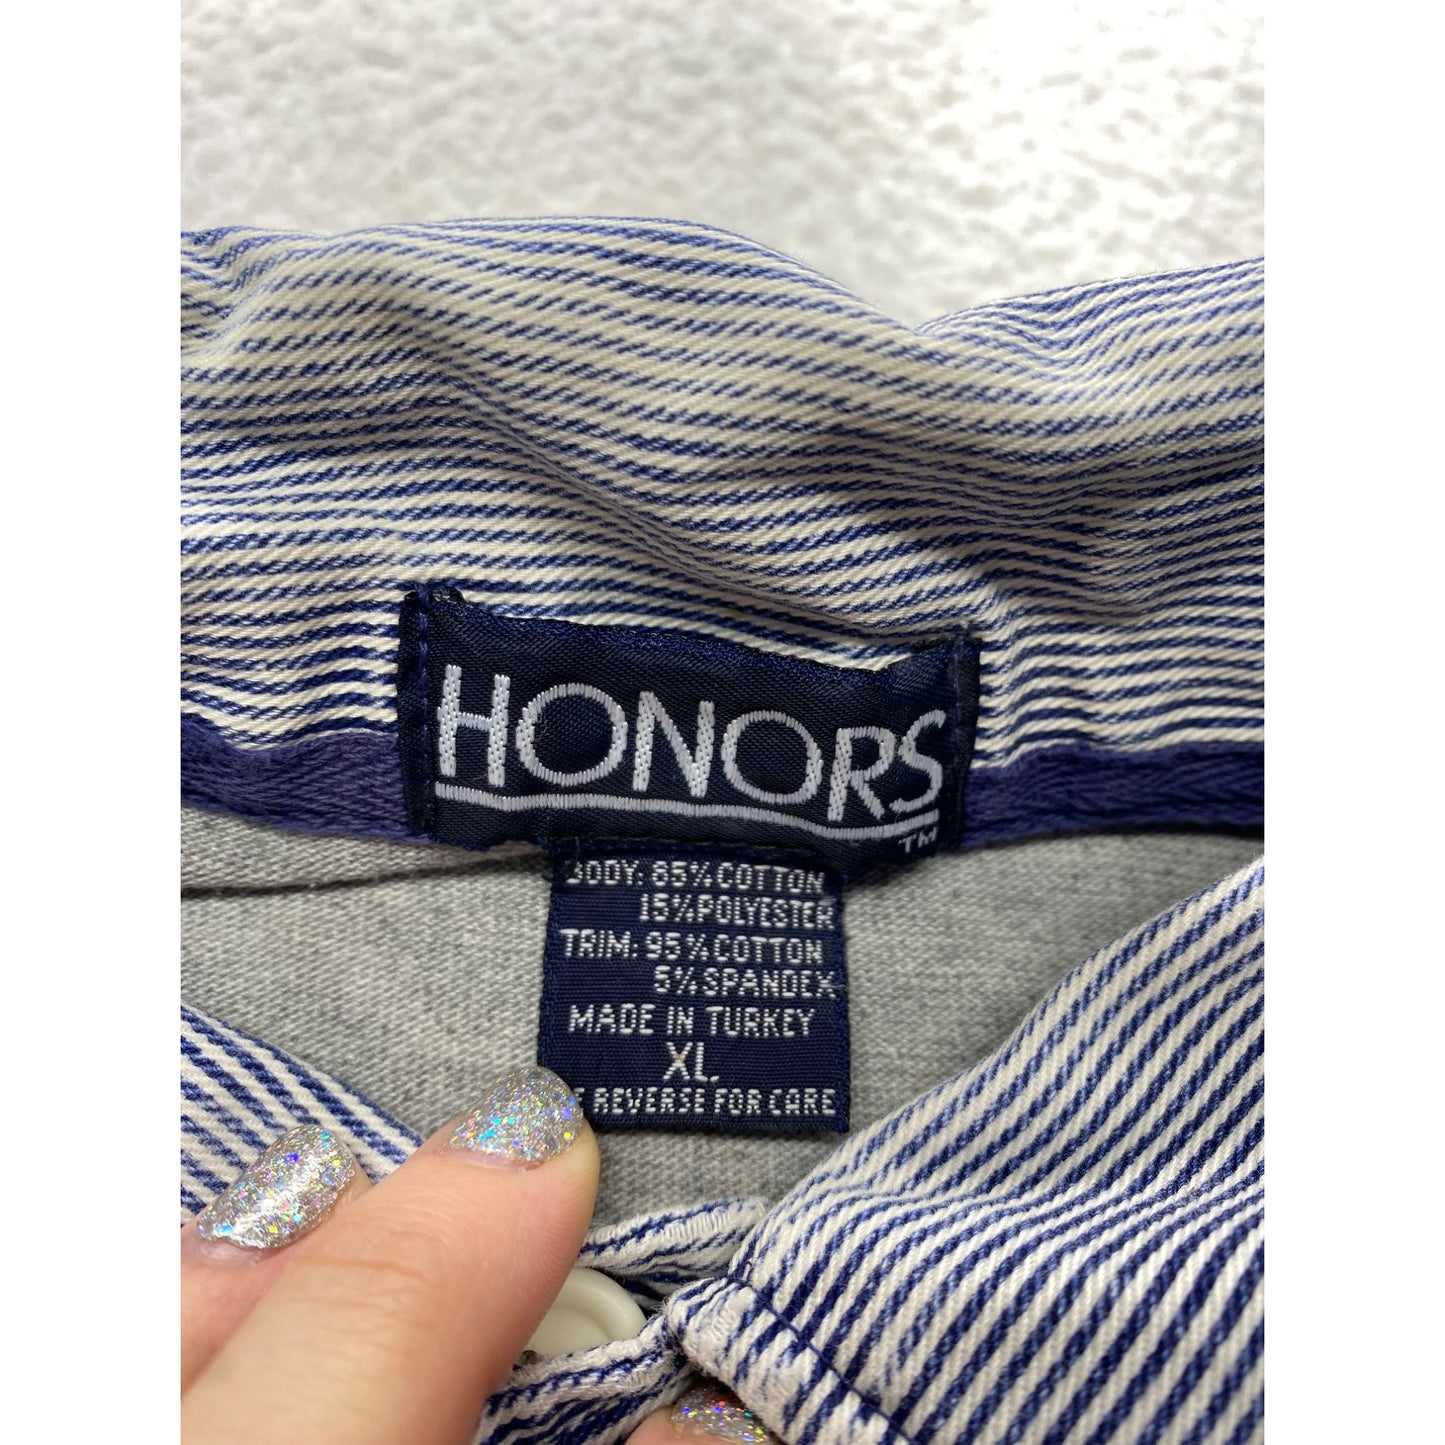 HONORS
TM
BODY: 85% COTTON
15% POLYESTER
TRIM: 95% COTTON
5% SPANDEX
MADE IN TURKEY
XL
REVERSE FOR CARE